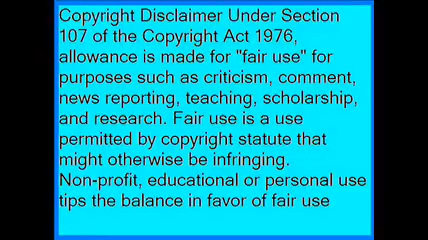 Copyright Disclaimer Under Section
107 of the Copyright Act 1976,
allowance is made for "fair use" for
purposes such as criticism, comment,
news reporting, teaching, scholarship,
and research. Fair use is a use
permitted by copyright statute that
might otherwise be infringing.
Non-profit, educational or personal use
tips the balance in favor of fair use